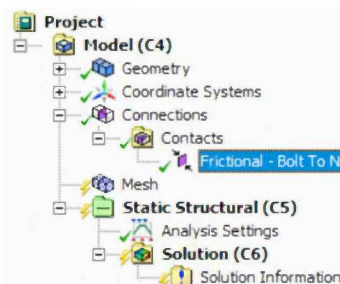 Project
Model (C4)
Geometry
Coordinate Systems
Connections
Contacts
Frictional - Bolt To N
Mesh
Static Structural (C5)
Analysis Settings
Solution (C6)
Solution Information